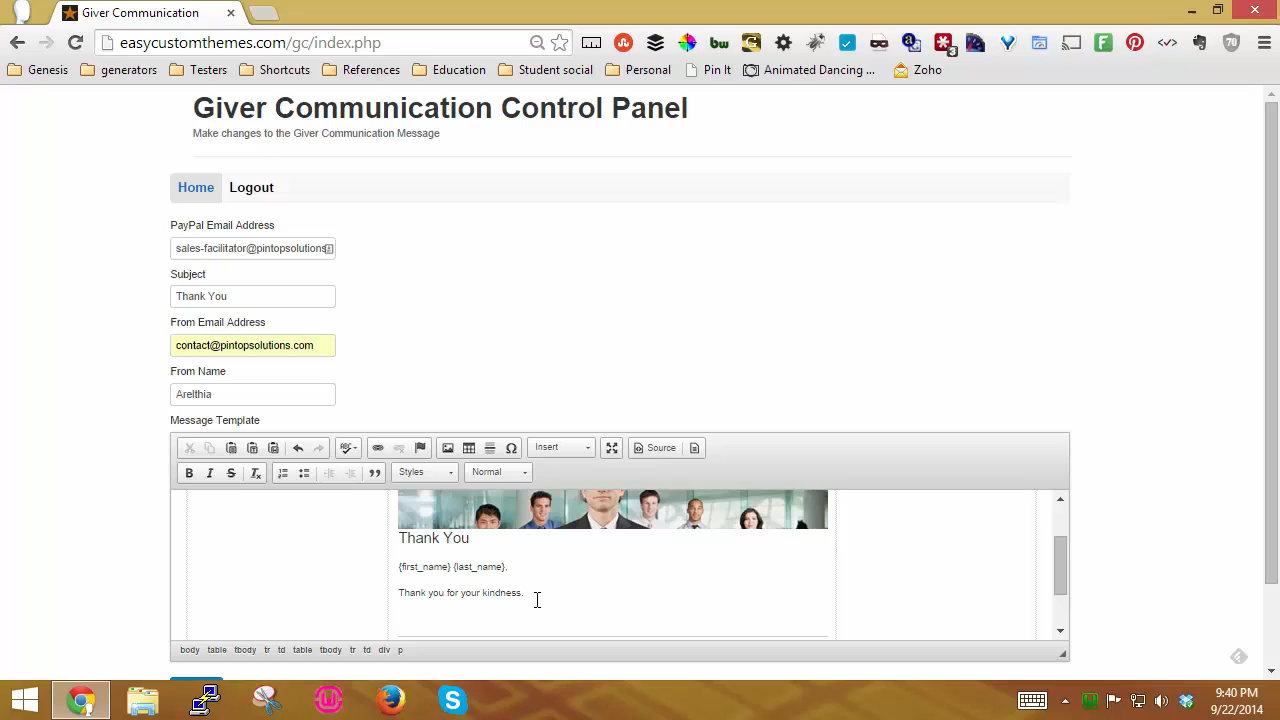 Giver Communication
easycustomtheman.com/gc/index.php
3
70
Genesis generators Testers Shortcuts References Education Student social Personal Pin It Animated Dancing ... Zoho
Giver Communication Control Panel
Make changes to the Giver Communication Message
Home Logout
PayPal Email Address
sales-facilitator@pintopsolutions
Subject
Thank You
From Email Address
contact@pintopsolutions.com
From Name
Arelthia
Message Template
Insert Source
Styles Normal
Thank You
{first_name} {last_name},
Thank you for your kindness.
body table tbody tr td table tbody tr td div p
9:40 PM
9/22/2014